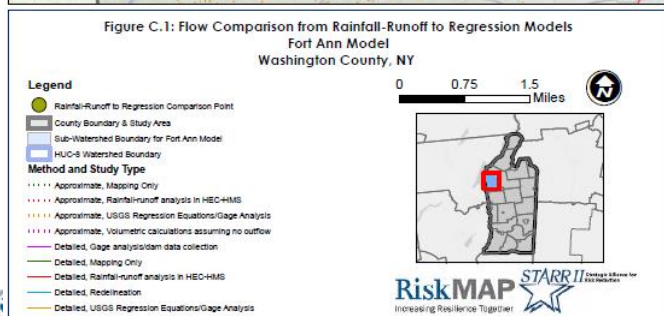 Figure C.1: Flow Comparison from Rainfall-Runoff to Regression Models
Fort Ann Model
Washington County, NY
Legend
Rainfall-Runoff to Regression Comparison Point
County Boundary & Study Area
Sub-Watershed Boundary for Fort Ann Model
HUC-8 Watershed Boundary
Method and Study Type
Approximate, Mapping Only
Approximate, Rainfall-runoff analysis in HEC-HMS
Approximate, USGS Regression Equations/Gage Analysis
Approximate, Volumetric calculations assuming no outflow
Detailed, Gage analysis/dam data collection
Detailed, Mapping Only
Detailed, Rainfall-runoff analysis in HEC-HMS
Detailed, Redelineation
Detailed, USGS Regression Equations/Gage Analysis
0 0.75 1.5
Miles
N
RiskMAP
Increasing Resilience Together
STARR II
Strategic Alliance for
Risk Reduction